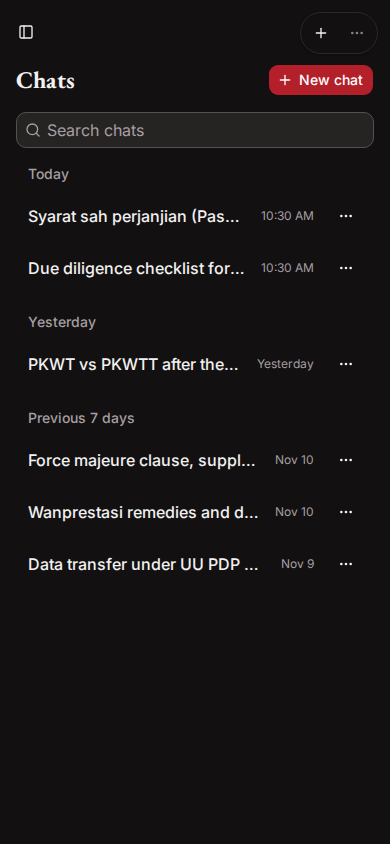 Chats
New chat
Search chats
Today
Syarat sah perjanjian (Pas...
10:30 AM
Due diligence checklist for...
10:30 AM
Yesterday
PKWT vs PKWTT after the...
Yesterday
Previous 7 days
Force majeure clause, suppl...
Nov 10
Wanprestasi remedies and d...
Nov 10
Data transfer under UU PDP ...
Nov 9